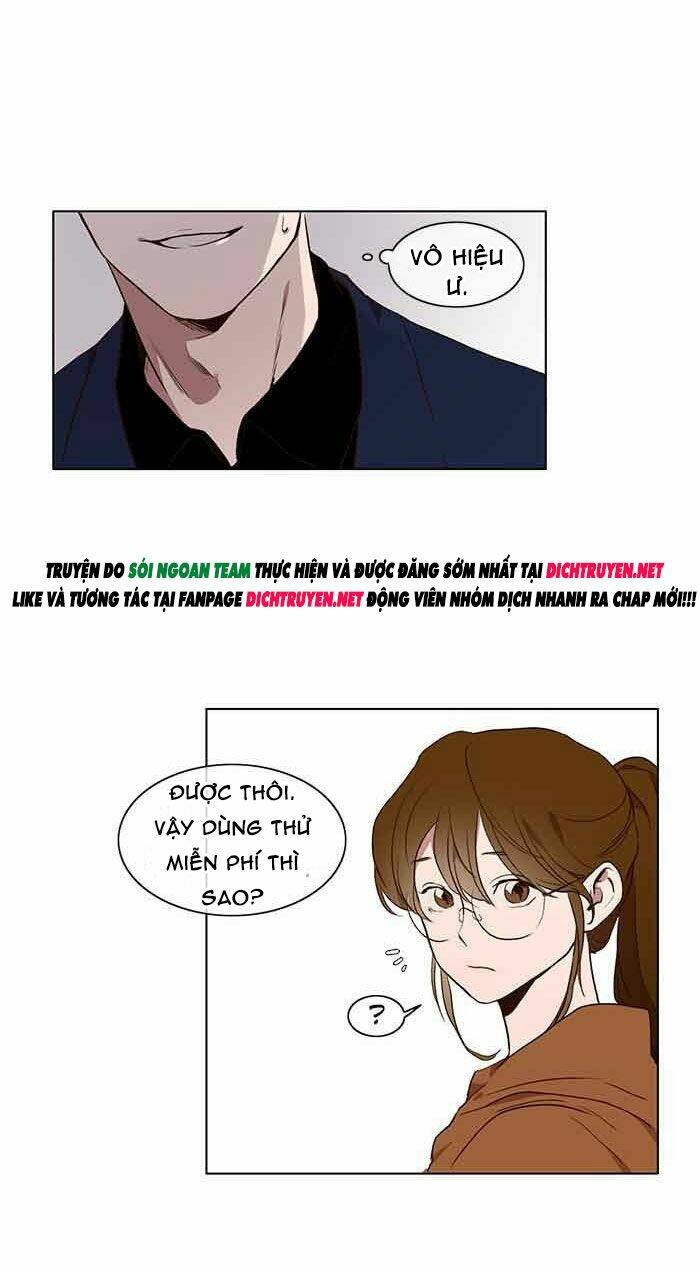 VÔ HIỆU
Ư.
TRUYỆN DO SÓI NGOAN TEAM THỰC HIỆN VÀ ĐƯỢC ĐĂNG SỚM NHẤT TẠI DICHTRUYEN.NET
LIKE VÀ TƯƠNG TÁC TẠI FANPAGE DICHTRUYEN.NET ĐỘNG VIÊN NHÓM DỊCH NHANH RA CHAP MỚI!!!
ĐƯỢC THÔI.
VẬY DÙNG THỬ
MIỄN PHÍ THÌ
SAO?
?